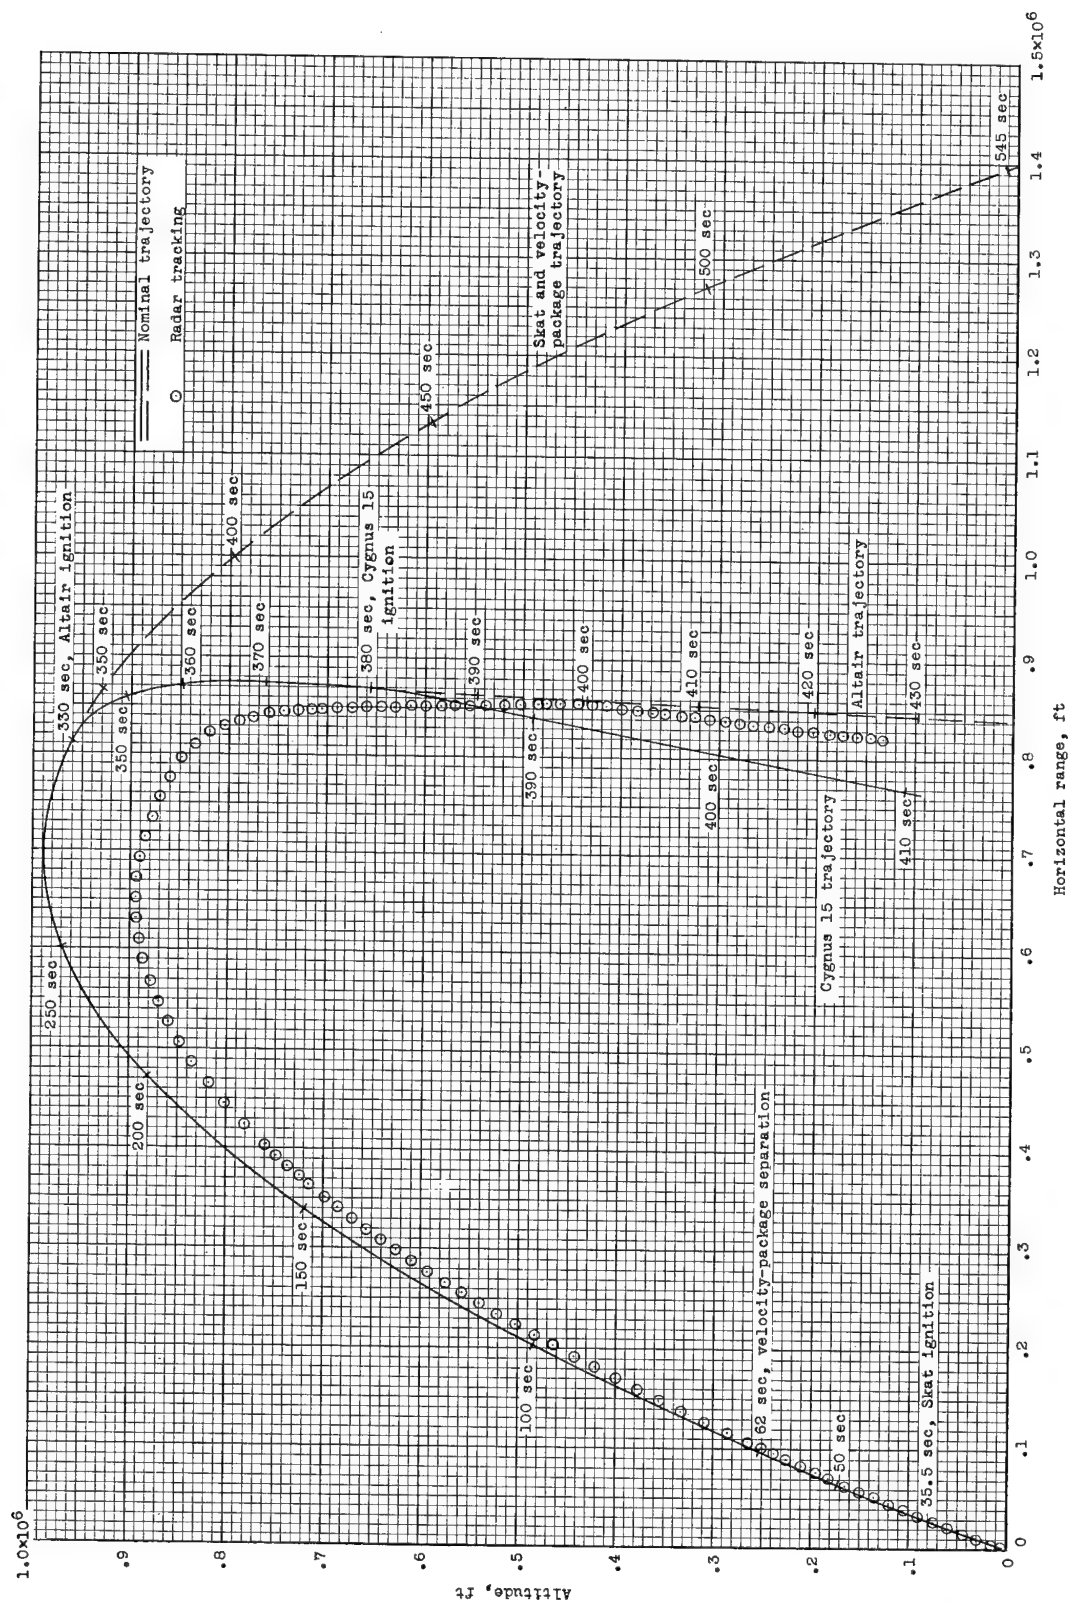 1.0×10⁶
.9
.8
.7
.6
.5
.4
.3
.2
.1
0
Altitude, ft
0
.1
.2
.3
.4
.5
.6
.7
.8
.9
1.0
1.1
1.2
1.3
1.4
1.5×10⁶
Horizontal range, ft
Nominal trajectory
Radar tracking
330 sec, Altair ignition
350 sec
360 sec
370 sec
380 sec, Cygnus 15
ignition
390 sec
400 sec
410 sec
420 sec
430 sec
Altair trajectory
400 sec
450 sec
Skat and velocity-
package trajectory
500 sec
545 sec
350 sec
390 sec
400 sec
410 sec
Cygnus 15 trajectory
250 sec
200 sec
150 sec
100 sec
62 sec, velocity-package separation
50 sec
35.5 sec, Skat ignition